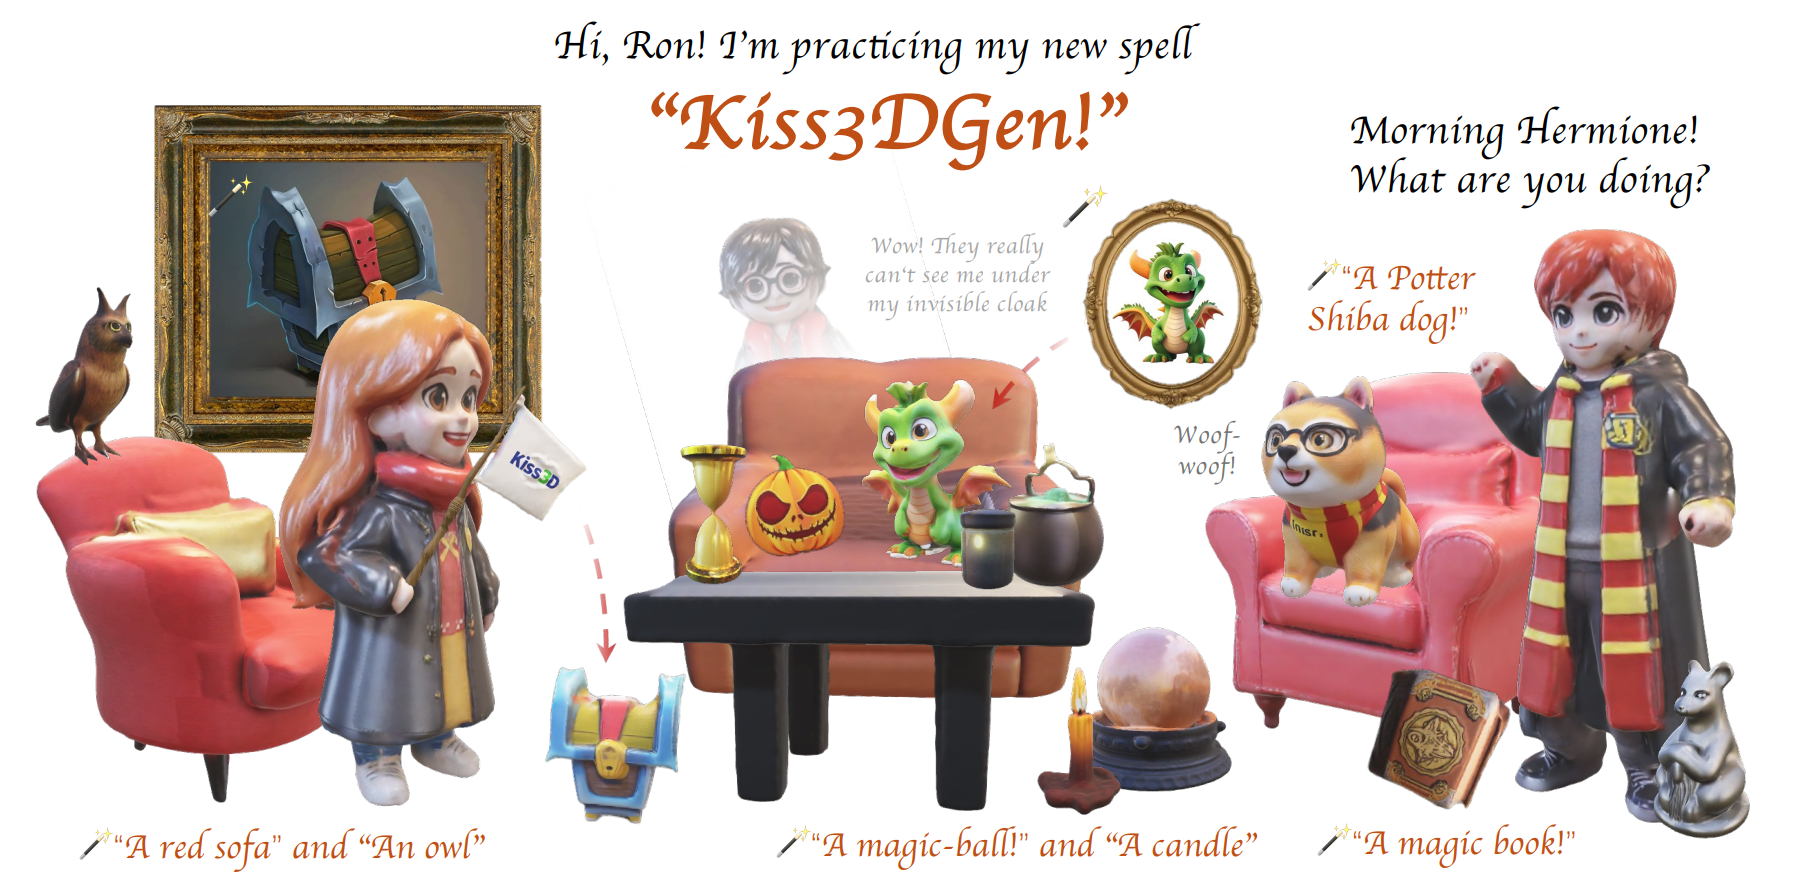 Hi, Ron! I'm practicing my new spell
“Kiss3DGen!”
Morning Hermione!
What are you doing?
Wow! They really
can't see me under
my invisible cloak
“A Potter
Shiba dog!”
Woof-
woof!
Kiss3D
“A red sofa” and “An owl”
“A magic-ball!” and “A candle”
“A magic book!”